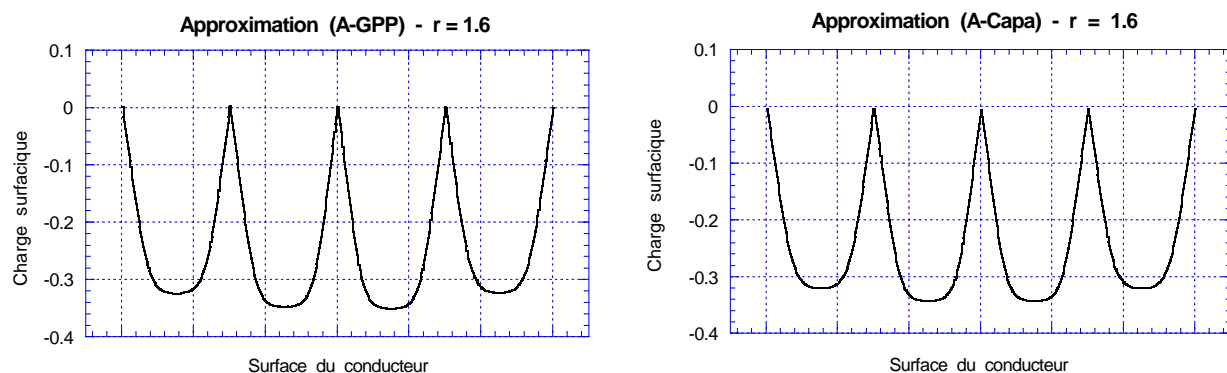 Approximation (A-GPP) - r = 1.6
0.1
0
-0.1
-0.2
-0.3
-0.4
Charge surfacique
Surface du conducteur
Approximation (A-Capa) - r = 1.6
0.1
0
-0.1
-0.2
-0.3
-0.4
Charge surfacique
Surface du conducteur